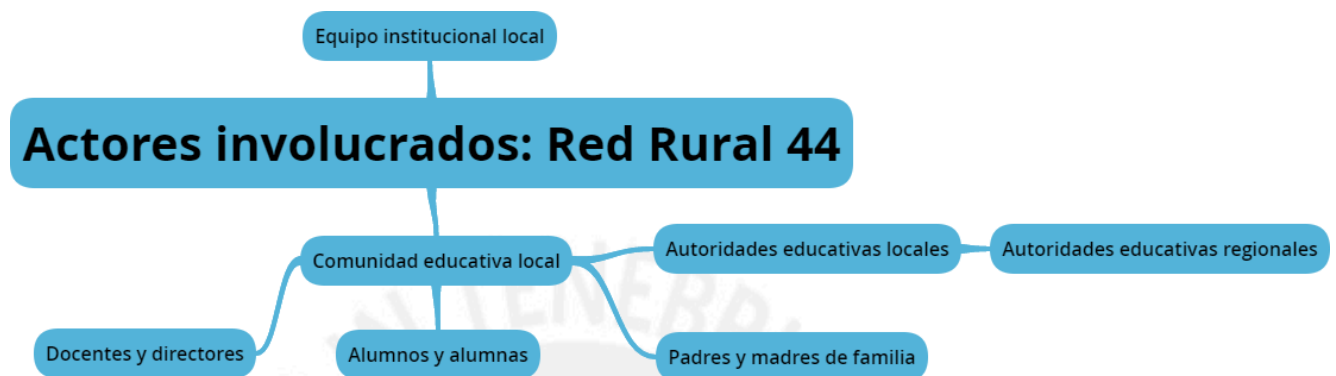 Equipo institucional local
Actores involucrados: Red Rural 44
Comunidad educativa local
Autoridades educativas locales
Autoridades educativas regionales
Docentes y directores
Alumnos y alumnas
Padres y madres de familia